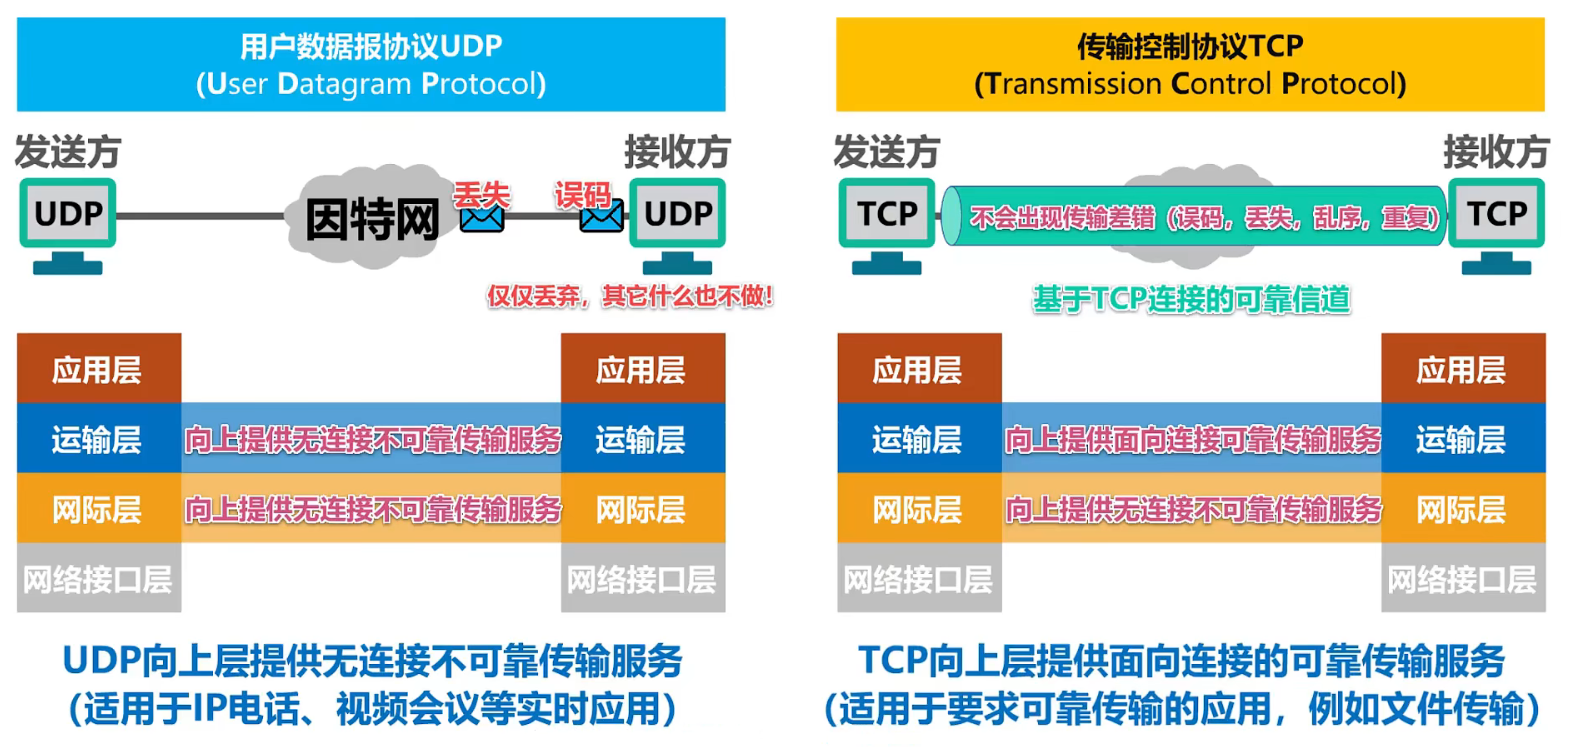 用户数据报协议UDP
(User Datagram Protocol)
发送方
接收方
UDP
因特网
丢失
误码
UDP
仅仅丢弃，其它什么也不做！
应用层
应用层
运输层
向上提供无连接不可靠传输服务
运输层
网际层
向上提供无连接不可靠传输服务
网际层
网络接口层
网络接口层
UDP向上层提供无连接不可靠传输服务
（适用于IP电话、视频会议等实时应用）
传输控制协议TCP
(Transmission Control Protocol)
发送方
接收方
TCP
不会出现传输差错（误码，丢失，乱序，重复）
TCP
基于TCP连接的可靠信道
应用层
应用层
运输层
向上提供面向连接可靠传输服务
运输层
网际层
向上提供无连接不可靠传输服务
网际层
网络接口层
网络接口层
TCP向上层提供面向连接的可靠传输服务
（适用于要求可靠传输的应用，例如文件传输）